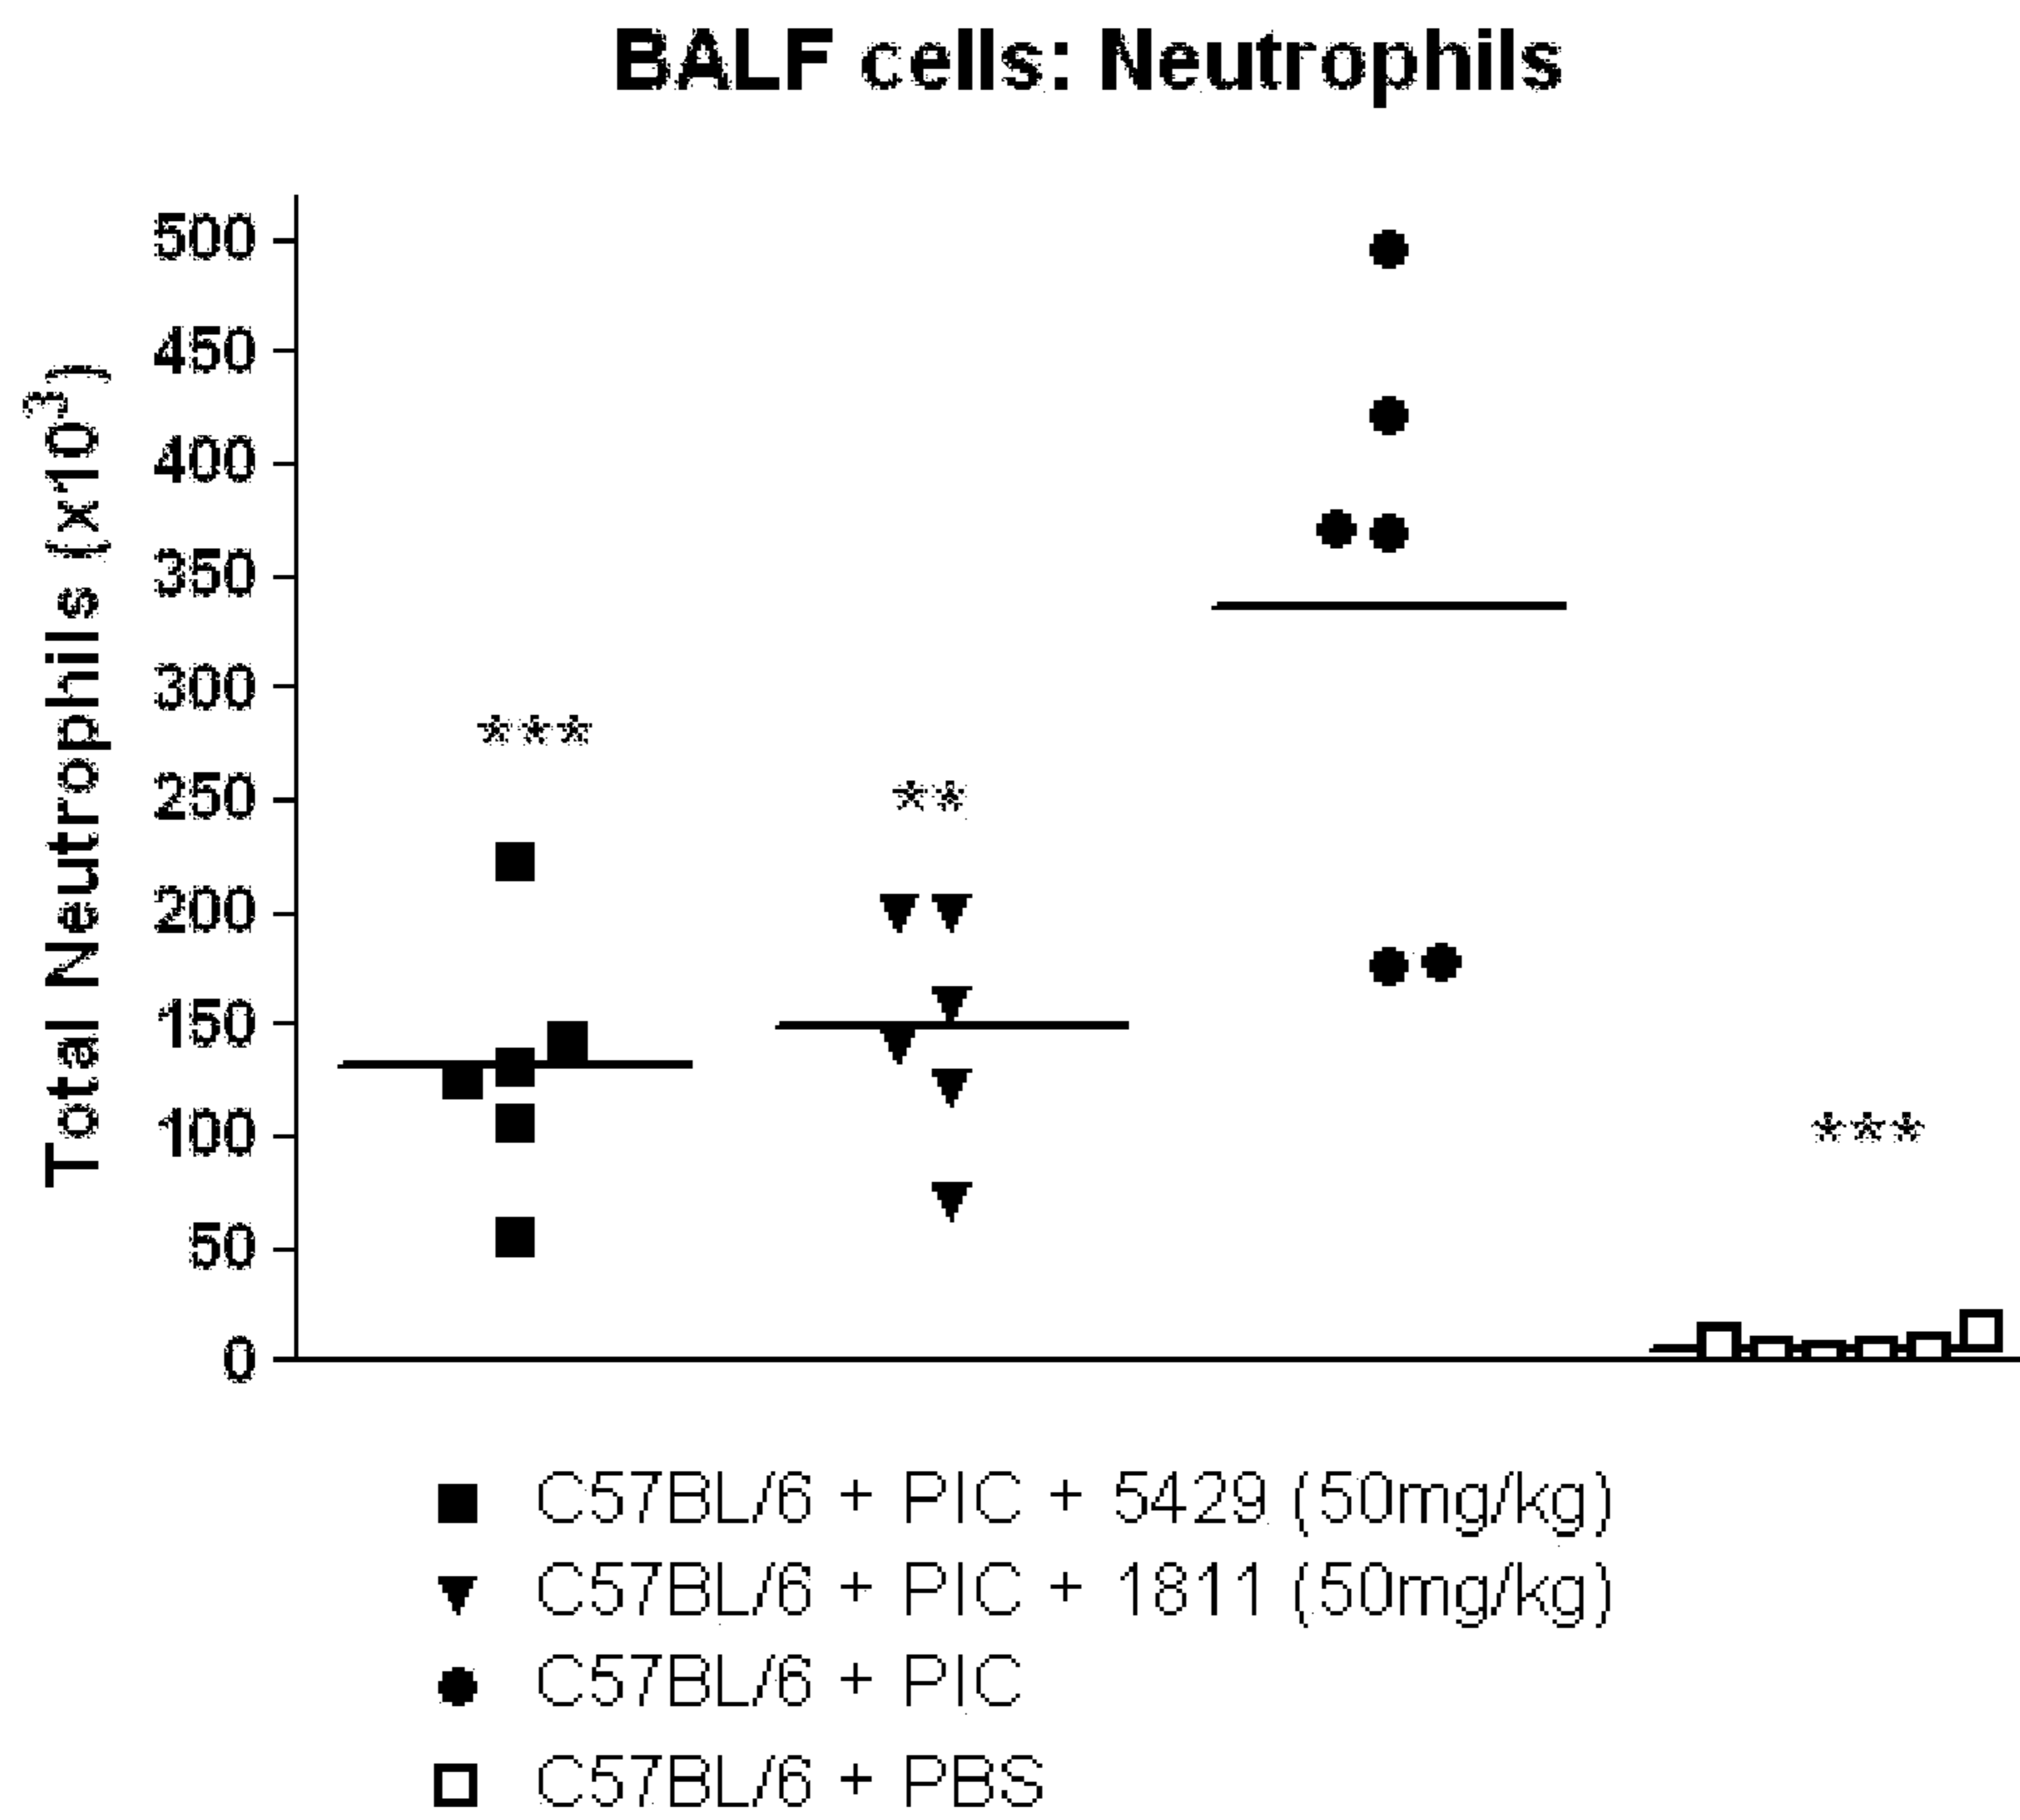 BALF cells: Neutrophils
Total Neutrophils (x10³)
500
450
400
350
300
250
200
150
100
50
0
***
**
***
C57BL/6 + PIC + 5429 (50mg/kg)
C57BL/6 + PIC + 1811 (50mg/kg)
C57BL/6 + PIC
C57BL/6 + PBS